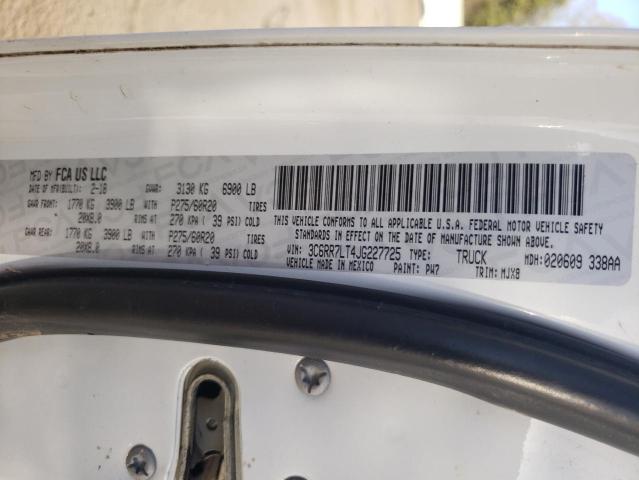 MFD BY FCA US LLC
DATE OF MFR(BUILT): 2-18 GVWR: 3130 KG 6900 LB
GAWR FRONT: 1770 KG 3900 LB WITH P275/60R20 TIRES
20X8.0 RIMS AT 270 KPA ( 39 PSI) COLD
GAWR REAR: 1770 KG 3900 LB WITH P275/60R20 TIRES
20X8.0 RIMS AT 270 KPA ( 39 PSI) COLD
THIS VEHICLE CONFORMS TO ALL APPLICABLE U.S.A. FEDERAL MOTOR VEHICLE SAFETY
STANDARDS IN EFFECT ON THE DATE OF MANUFACTURE SHOWN ABOVE.
VIN: 3C6RR7LT4JG227725 TYPE: TRUCK MDH: 020609 338AA
VEHICLE MADE IN MEXICO PAINT: PW7 TRIM: MJX8